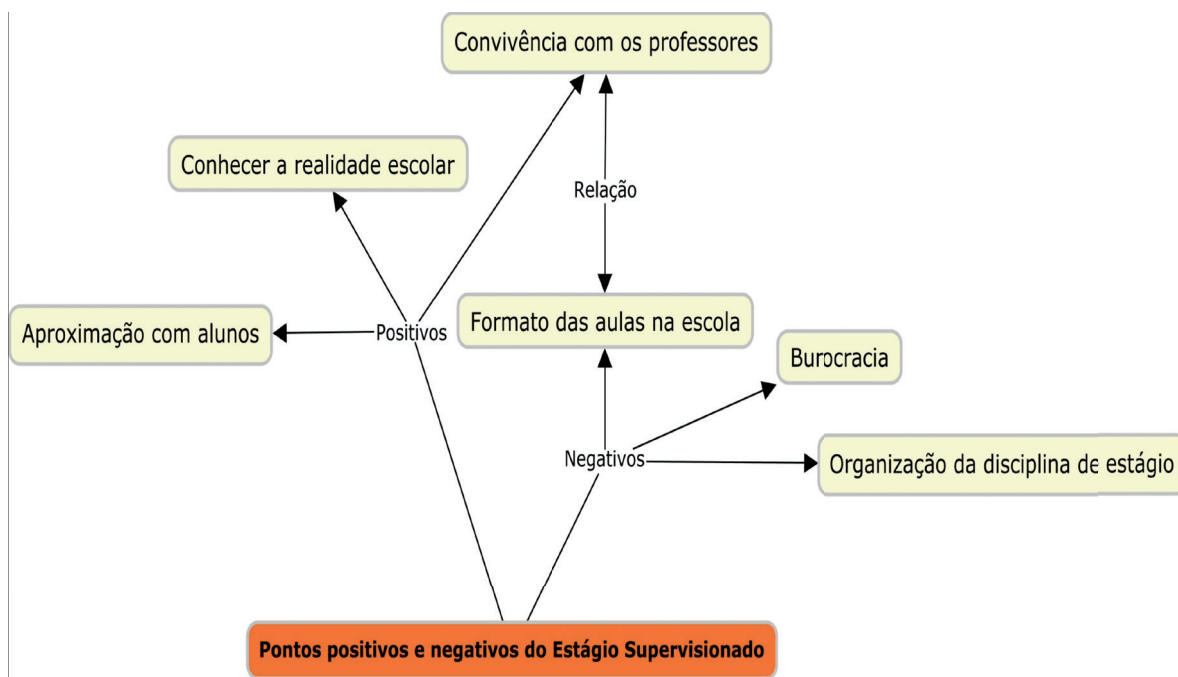 Convivência com os professores
Conhecer a realidade escolar
Relação
Aproximação com alunos
Positivos
Formato das aulas na escola
Burocracia
Negativos
Organização da disciplina de estágio
Pontos positivos e negativos do Estágio Supervisionado